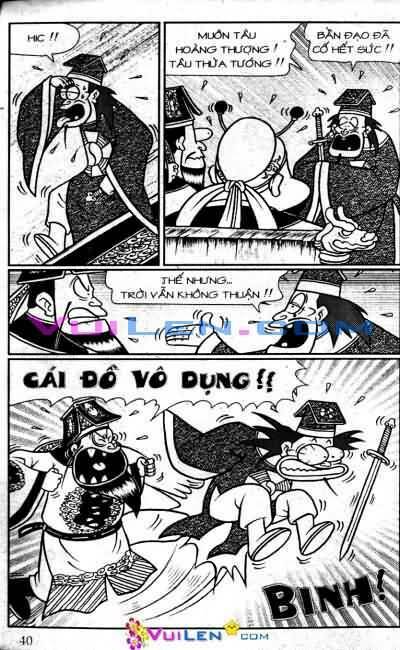 HIC !!
MUÔN TÂU
HOÀNG THƯỢNG !
TÂU THỪA TƯỚNG !!
BẦN ĐẠO ĐÃ
CỐ HẾT SỨC !!
THẾ NHƯNG...
TRỜI VẪN KHÔNG THUẬN !!
VUILEN.COM
CÁI ĐỒ VÔ DỤNG !!
BINH!
40
VUILEN.COM